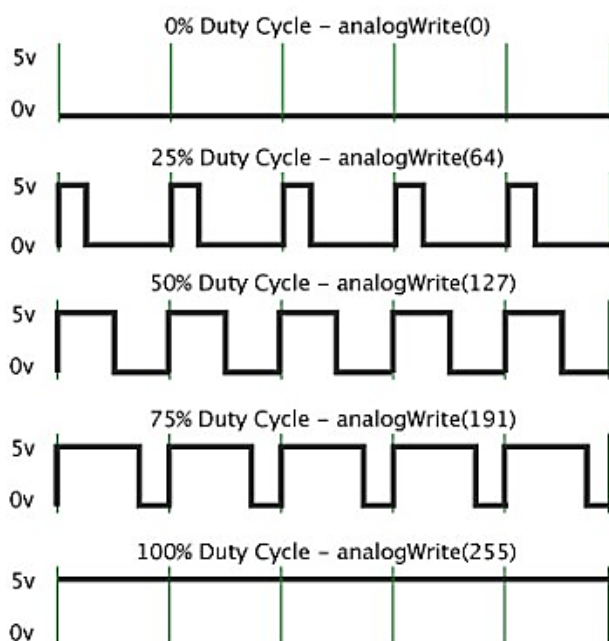 0% Duty Cycle – analogWrite(0)
5v
0v
25% Duty Cycle – analogWrite(64)
5v
0v
50% Duty Cycle – analogWrite(127)
5v
0v
75% Duty Cycle – analogWrite(191)
5v
0v
100% Duty Cycle – analogWrite(255)
5v
0v